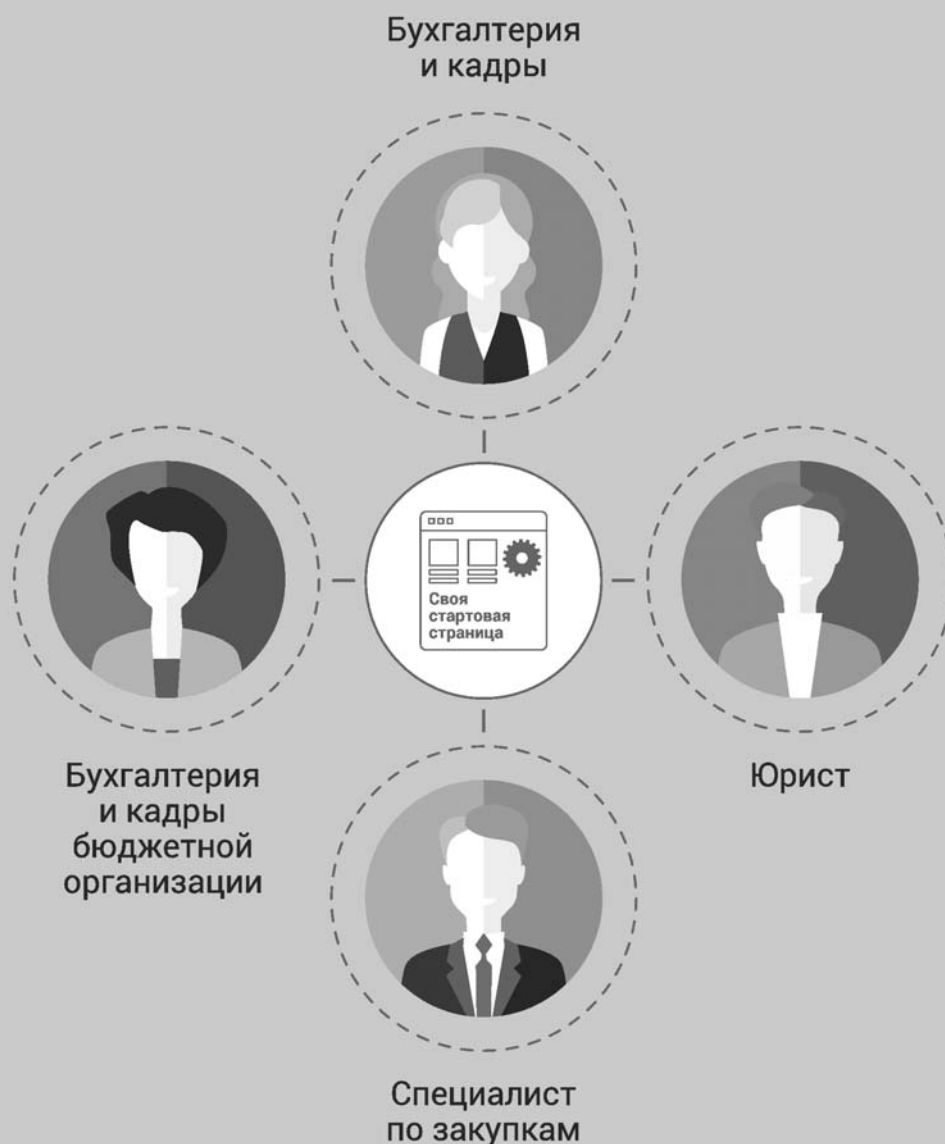 Бухгалтерия
и кадры
Своя
стартовая
страница
Бухгалтерия
и кадры
бюджетной
организации
Юрист
Специалист
по закупкам